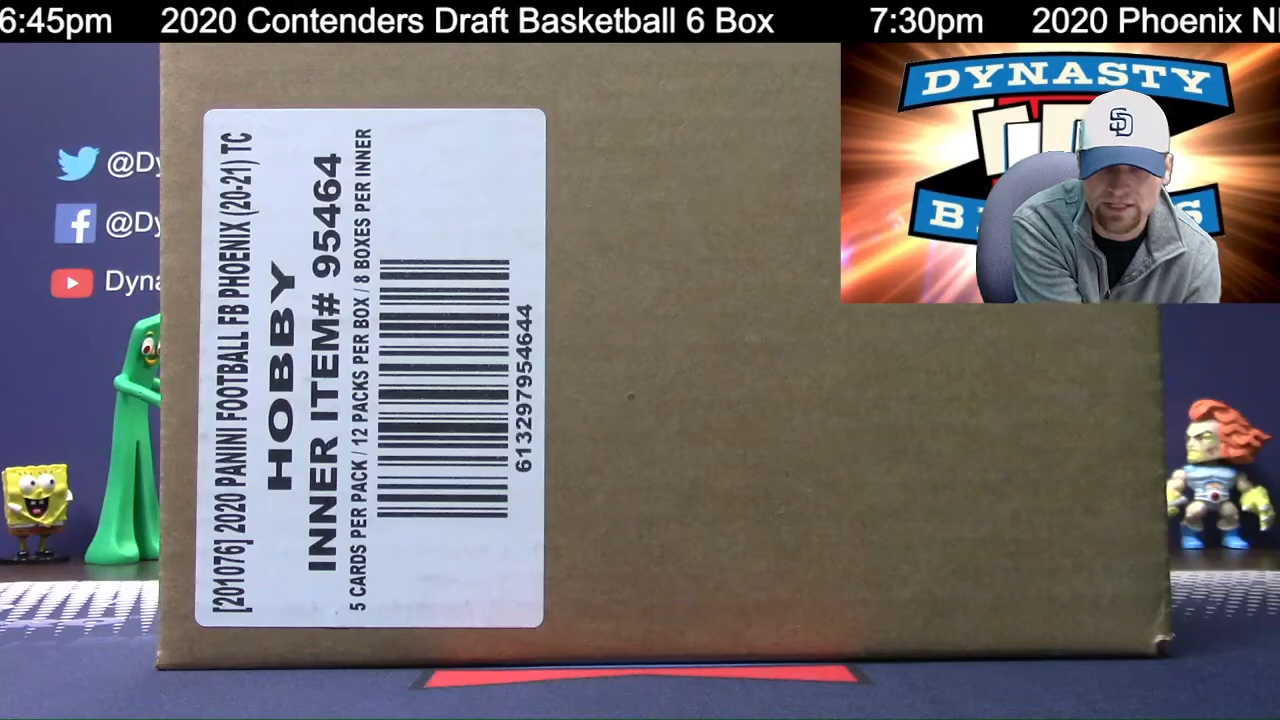 6:45pm 2020 Contenders Draft Basketball 6 Box 7:30pm 2020 Phoenix N
@Dy
@Dy
Dyna
[201076] 2020 PANINI FOOTBALL FB PHOENIX (20-21) TC
HOBBY
INNER ITEM# 95464
5 CARDS PER PACK / 12 PACKS PER BOX / 8 BOXES PER INNER
613297954644
DYNASTY
SD